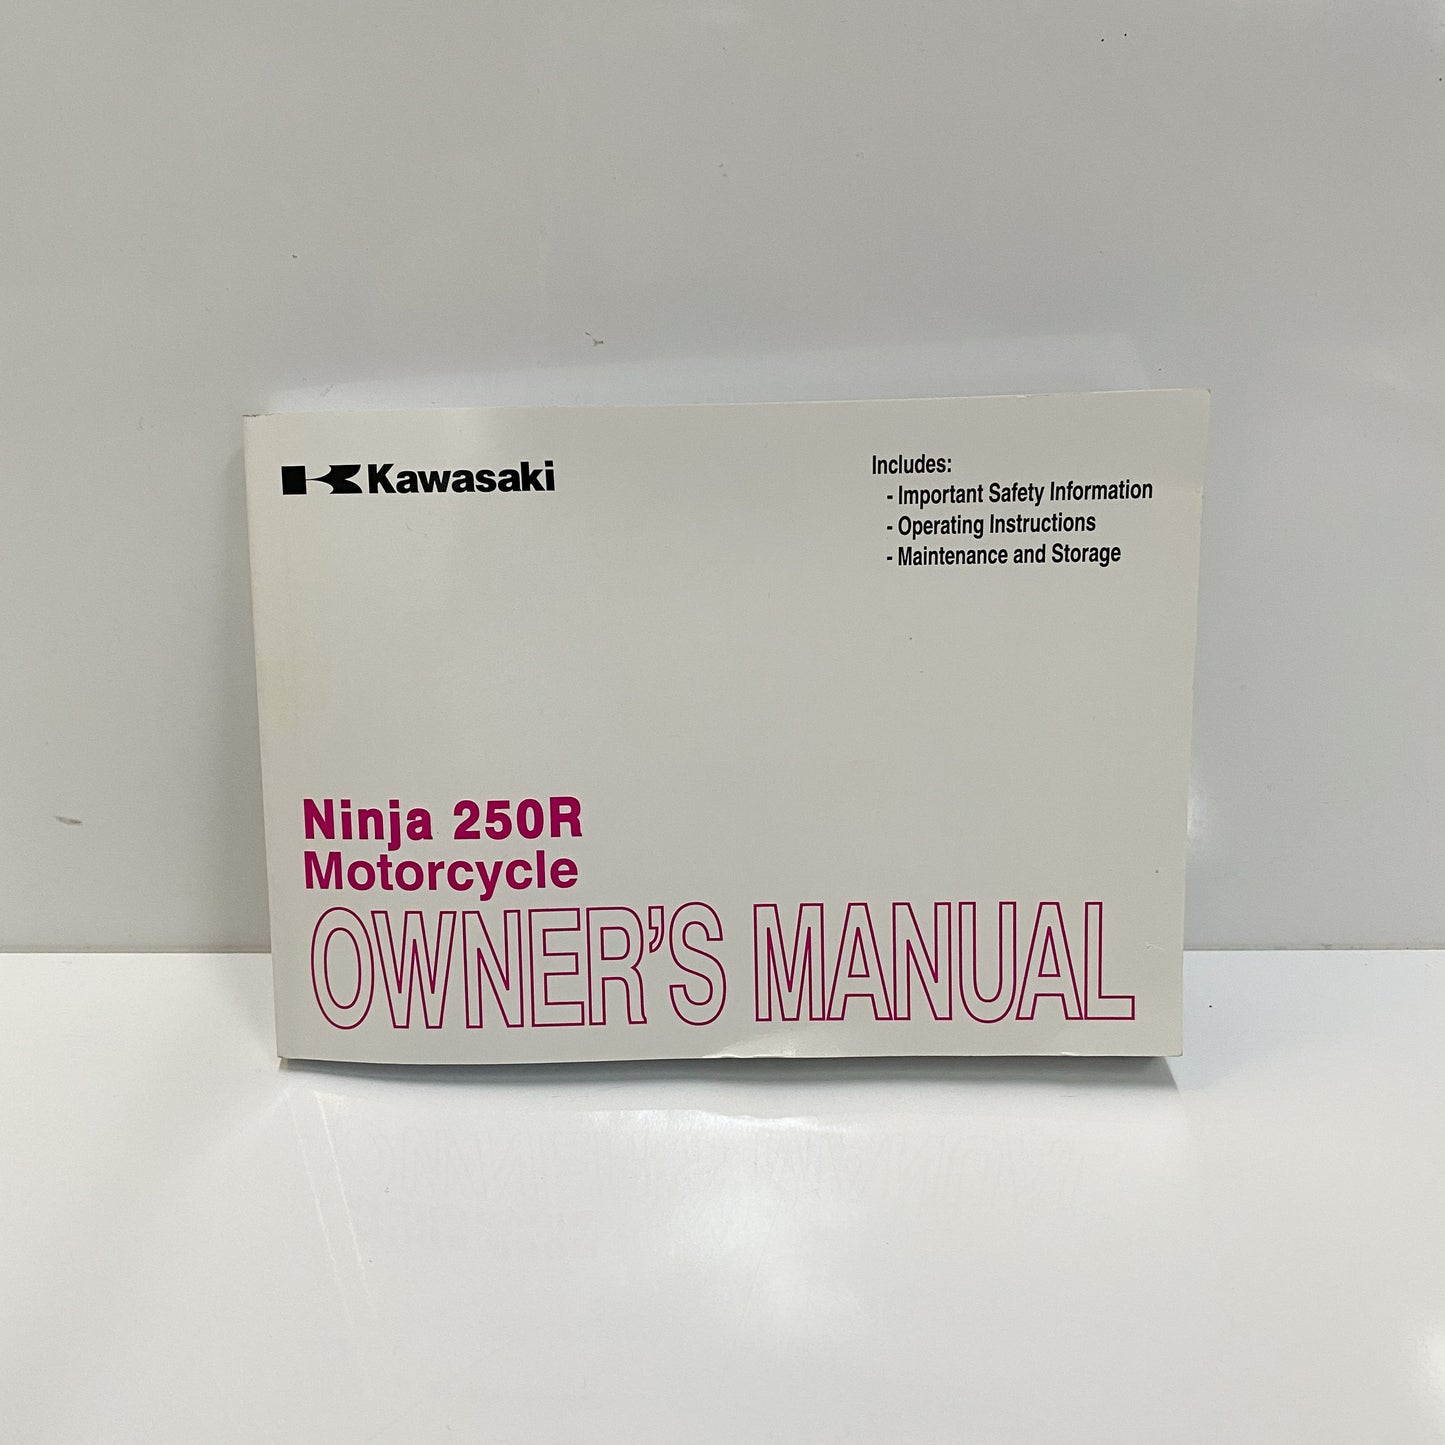 Kawasaki
Includes:
- Important Safety Information
- Operating Instructions
- Maintenance and Storage
Ninja 250R
Motorcycle
OWNER'S MANUAL